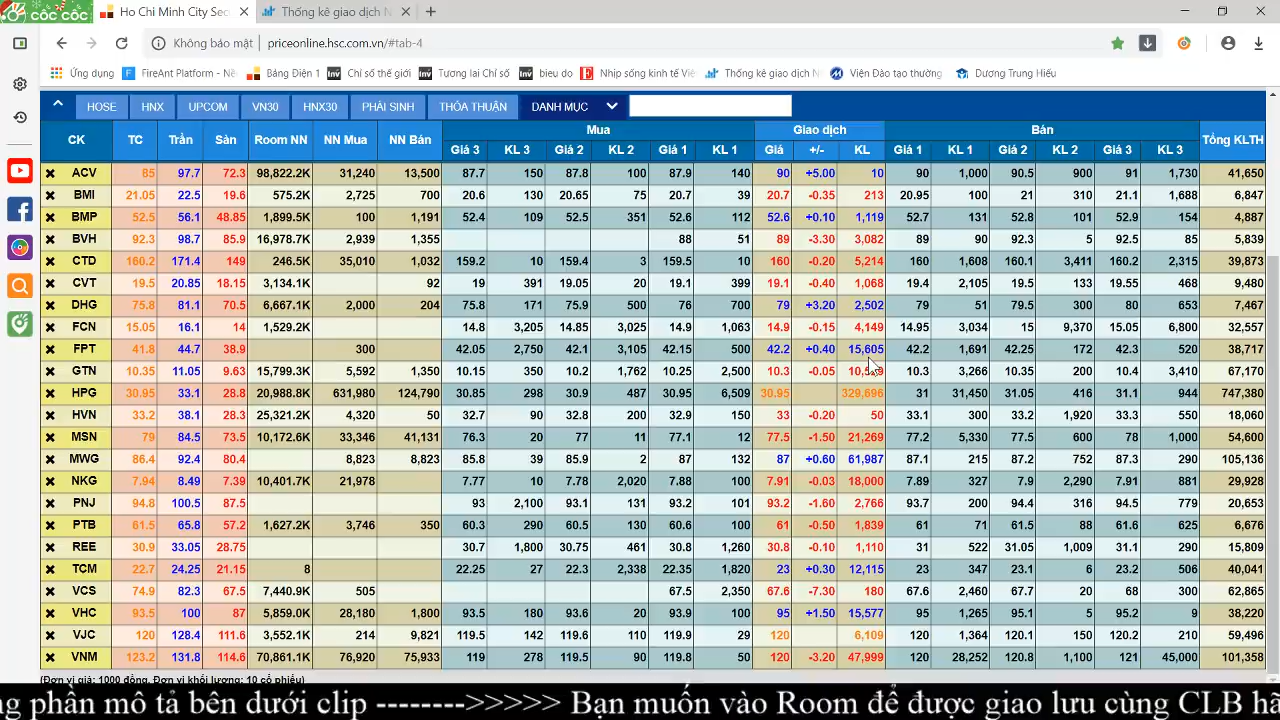 cốc cốc Ho Chi Minh City Sec Thống kê giao dịch N
Không bảo mật priceonline.hsc.com.vn/#tab-4
Ứng dụng FireAnt Platform - Nề Bảng Điện 1 Chỉ số thế giới Tương lai Chỉ số bieu do Nhịp sống kinh tế Việ Thống kê giao dịch N Viện Đào tạo thường Dương Trung Hiếu
HOSE HNX UPCOM VN30 HNX30 PHÁI SINH THỎA THUẬN DANH MỤC
CK TC Trần Sàn Room NN NN Mua NN Bán Mua Giao dịch Bán Tổng KLTH
Giá 3 KL 3 Giá 2 KL 2 Giá 1 KL 1 Giá +/- KL Giá 1 KL 1 Giá 2 KL 2 Giá 3 KL 3
ACV 85 97.7 72.3 98,822.2K 31,240 13,500 87.7 150 87.8 100 87.9 140 90 +5.00 10 90 1,000 90.5 900 91 1,730 41,650
BMI 21.05 22.5 19.6 575.2K 2,725 700 20.6 130 20.65 75 20.7 39 20.7 -0.35 213 20.95 100 21 310 21.1 1,688 6,847
BMP 52.5 56.1 48.85 1,899.5K 100 1,191 52.4 109 52.5 351 52.6 112 52.6 +0.10 1,119 52.7 131 52.8 101 52.9 154 4,887
BVH 92.3 98.7 85.9 16,978.7K 2,939 1,355 88 51 89 -3.30 3,082 89 90 92.3 5 92.5 85 5,839
CTD 160.2 171.4 149 246.5K 35,010 1,032 159.2 10 159.4 3 159.5 10 160 -0.20 5,214 160 1,608 160.1 3,411 160.2 2,315 39,873
CVT 19.5 20.85 18.15 3,134.1K 92 19 391 19.05 20 19.1 399 19.1 -0.40 1,068 19.4 2,105 19.5 133 19.55 468 9,480
DHG 75.8 81.1 70.5 6,667.1K 2,000 204 75.8 171 75.9 500 76 700 79 +3.20 2,502 79 51 79.5 300 80 653 7,467
FCN 15.05 16.1 14 1,529.2K 14.8 3,205 14.85 3,025 14.9 1,063 14.9 -0.15 4,149 14.95 3,034 15 9,370 15.05 6,800 32,557
FPT 41.8 44.7 38.9 300 42.05 2,750 42.1 3,105 42.15 500 42.2 +0.40 15,605 42.2 1,691 42.25 172 42.3 520 38,717
GTN 10.35 11.05 9.63 15,799.3K 5,592 1,350 10.15 350 10.2 1,762 10.25 2,500 10.3 -0.05 10.3 3,266 10.35 200 10.4 3,410 67,170
HPG 30.95 33.1 28.8 20,988.8K 631,980 124,790 30.85 298 30.9 487 30.95 6,509 30.95 329,696 31 31,450 31.05 416 31.1 944 747,380
HVN 33.2 38.1 28.3 25,321.2K 4,320 50 32.7 90 32.8 200 32.9 150 33 -0.20 50 33.1 300 33.2 1,920 33.3 550 18,060
MSN 79 84.5 73.5 10,172.6K 33,346 41,131 76.3 20 77 11 77.1 12 77.5 -1.50 21,269 77.2 5,330 77.5 600 78 1,000 54,600
MWG 86.4 92.4 80.4 8,823 8,823 85.8 39 85.9 2 87 132 87 +0.60 61,987 87.1 215 87.2 752 87.3 290 105,136
NKG 7.94 8.49 7.39 10,401.7K 21,978 7.77 10 7.78 2,020 7.88 100 7.91 -0.03 18,000 7.89 327 7.9 2,290 7.91 881 29,928
PNJ 94.8 100.5 87.5 93 2,100 93.1 131 93.2 101 93.2 -1.60 2,766 93.7 200 94.4 316 94.5 779 20,653
PTB 61.5 65.8 57.2 1,627.2K 3,746 350 60.3 290 60.5 130 60.6 100 61 -0.50 1,839 61 71 61.5 88 61.6 625 6,676
REE 30.9 33.05 28.75 30.7 1,800 30.75 461 30.8 1,260 30.8 -0.10 1,110 31 522 31.05 1,009 31.1 290 15,809
TCM 22.7 24.25 21.15 8 22.25 27 22.3 2,338 22.35 1,820 23 +0.30 12,115 23 347 23.1 6 23.2 506 40,041
VCS 74.9 82.3 67.5 7,440.9K 505 67.5 2,350 67.6 -7.30 180 67.6 2,460 67.7 20 68 300 62,865
VHC 93.5 100 87 5,859.0K 28,180 1,800 93.5 180 93.6 20 93.9 100 95 +1.50 15,577 95 1,265 95.1 5 95.2 9 38,220
VJC 120 128.4 111.6 3,552.1K 214 9,821 119.5 142 119.6 110 119.9 29 120 6,109 120 1,364 120.1 150 120.2 210 59,496
VNM 123.2 131.8 114.6 70,861.1K 76,920 75,933 119 278 119.5 90 119.8 50 120 -3.20 47,999 120 28,252 120.8 1,100 121 45,000 101,358
(Đơn vị giá: 1000 đồng. Đơn vị khối lượng: 10 cổ phiếu)
ng phần mô tả bên dưới clip -------->>>>> Bạn muốn vào Room để được giao lưu cùng CLB hã